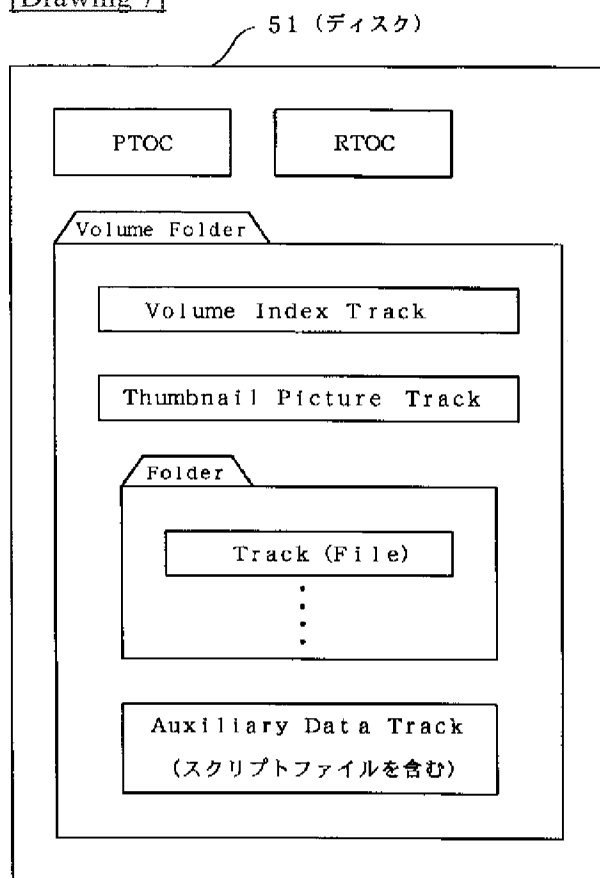 [Drawing 7]
51 (ディスク)
PTOC
RTOC
Volume Folder
Volume Index Track
Thumbnail Picture Track
Folder
Track (File)
Auxiliary Data Track
(スクリプトファイルを含む)